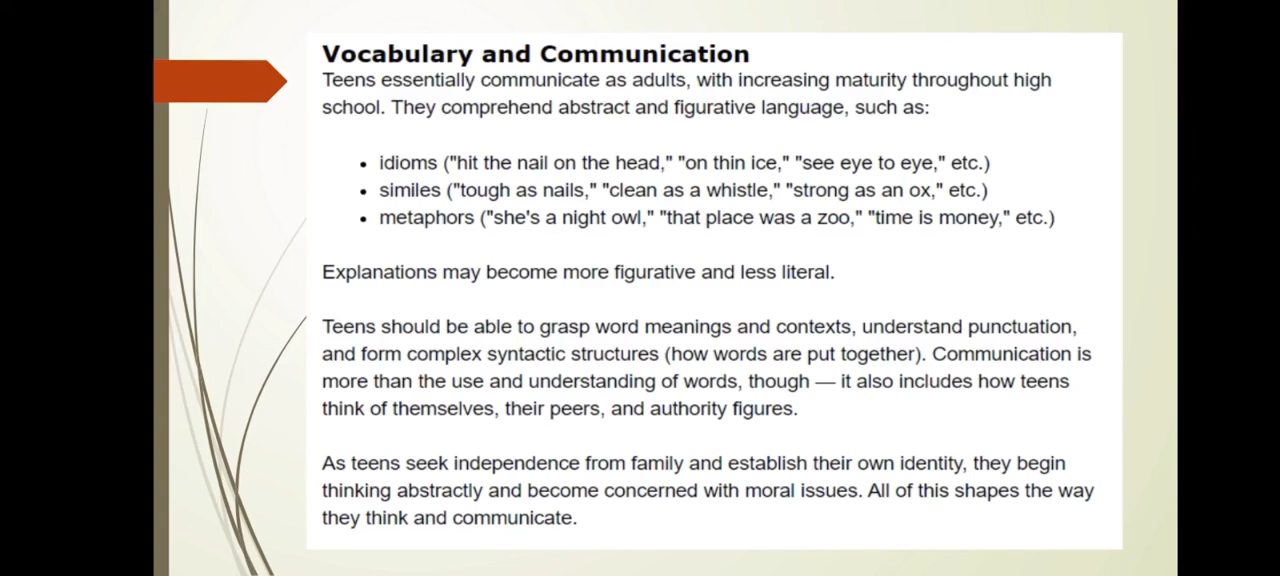 Vocabulary and Communication
Teens essentially communicate as adults, with increasing maturity throughout high
school. They comprehend abstract and figurative language, such as:
• idioms ("hit the nail on the head," "on thin ice," "see eye to eye," etc.)
• similes ("tough as nails," "clean as a whistle," "strong as an ox," etc.)
• metaphors ("she's a night owl," "that place was a zoo," "time is money," etc.)
Explanations may become more figurative and less literal.
Teens should be able to grasp word meanings and contexts, understand punctuation,
and form complex syntactic structures (how words are put together). Communication is
more than the use and understanding of words, though — it also includes how teens
think of themselves, their peers, and authority figures.
As teens seek independence from family and establish their own identity, they begin
thinking abstractly and become concerned with moral issues. All of this shapes the way
they think and communicate.